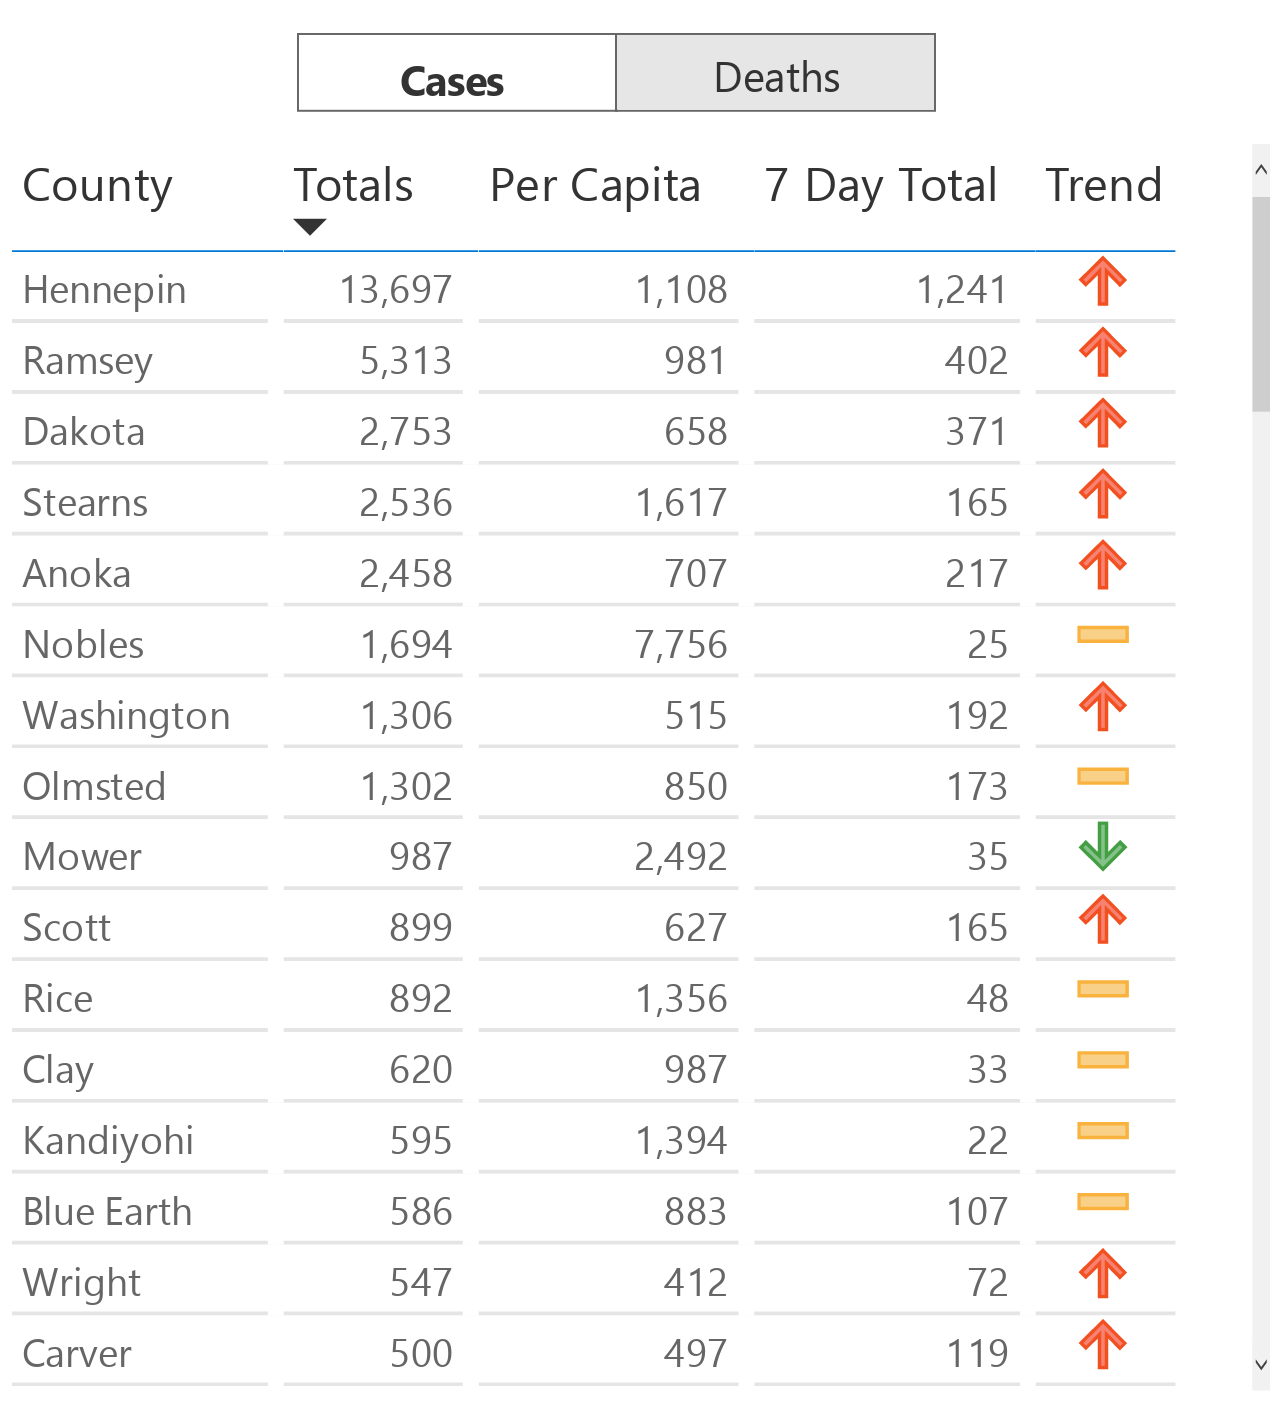 Cases Deaths
County Totals Per Capita 7 Day Total Trend
Hennepin 13,697 1,108 1,241
Ramsey 5,313 981 402
Dakota 2,753 658 371
Stearns 2,536 1,617 165
Anoka 2,458 707 217
Nobles 1,694 7,756 25
Washington 1,306 515 192
Olmsted 1,302 850 173
Mower 987 2,492 35
Scott 899 627 165
Rice 892 1,356 48
Clay 620 987 33
Kandiyohi 595 1,394 22
Blue Earth 586 883 107
Wright 547 412 72
Carver 500 497 119